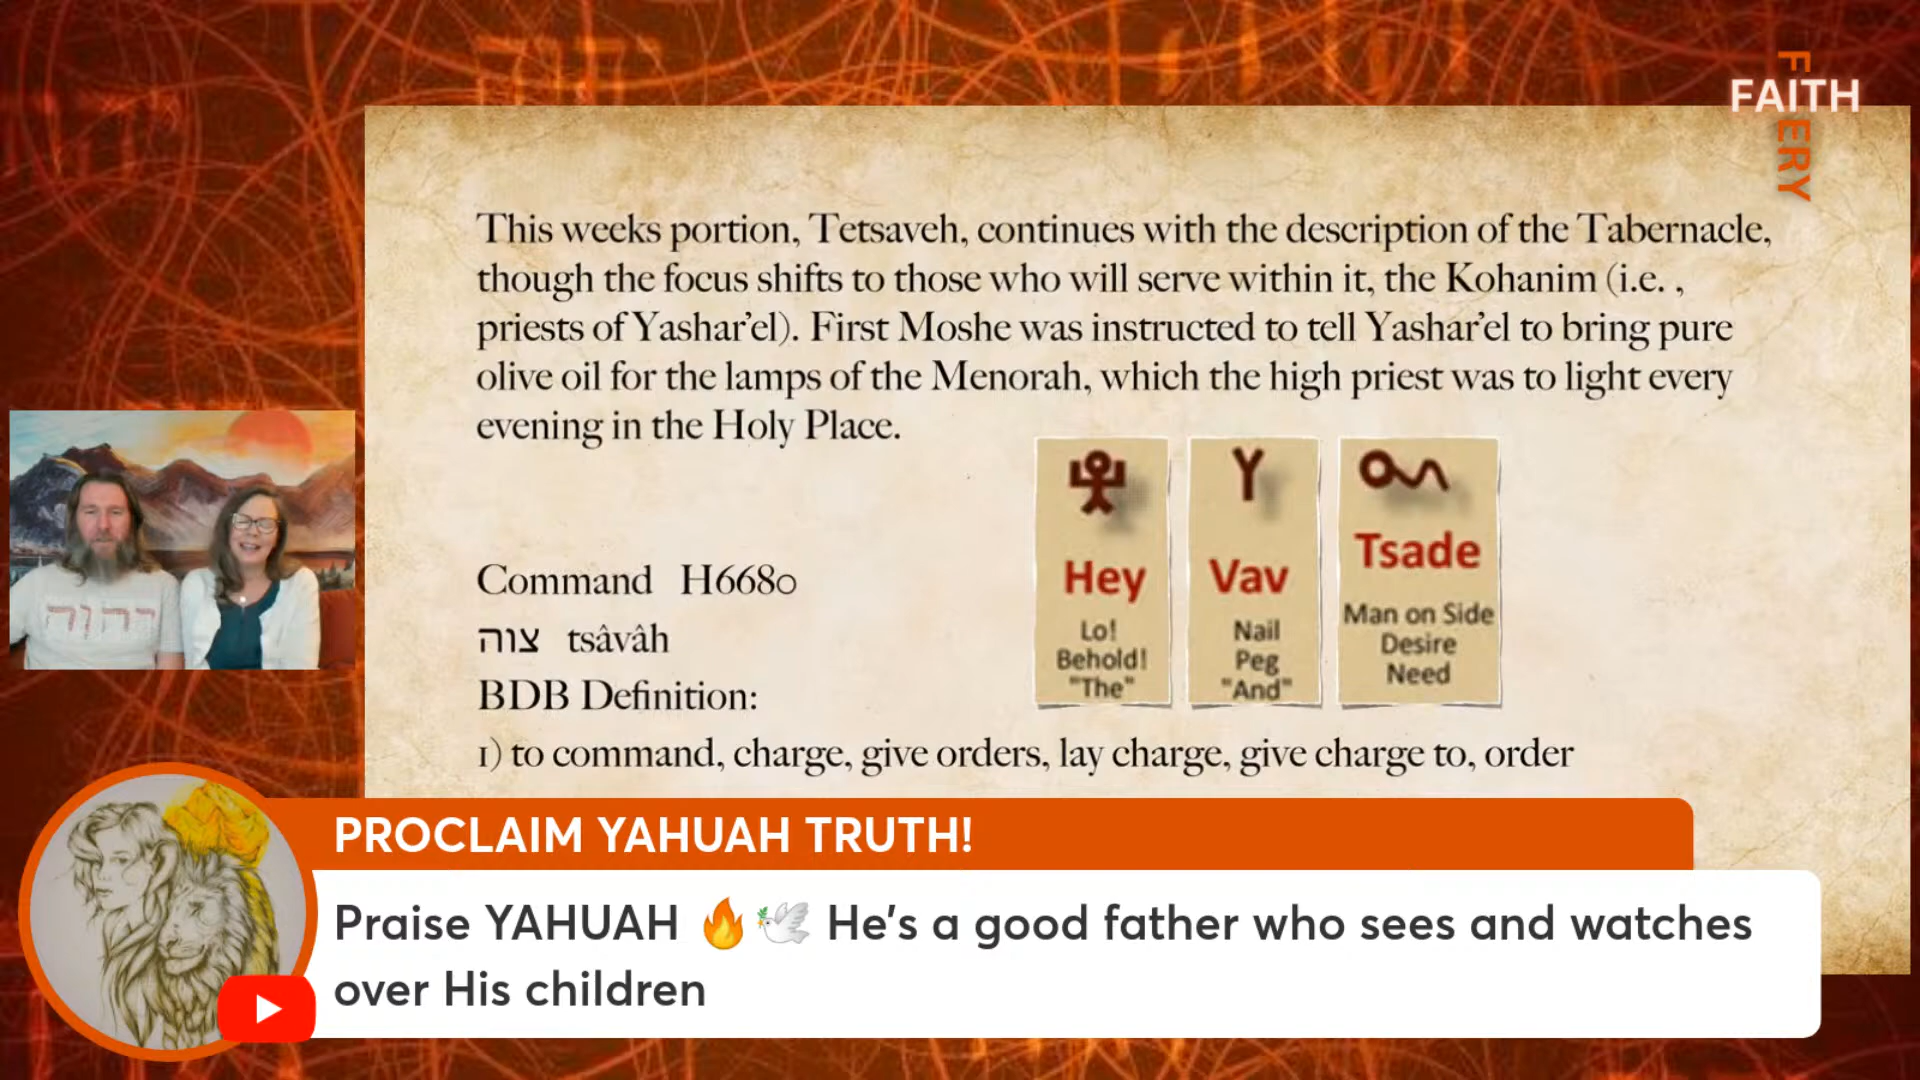 FIERY
FAITH
This weeks portion, Tetsaveh, continues with the description of the Tabernacle,
though the focus shifts to those who will serve within it, the Kohanim (i.e. ,
priests of Yashar’el). First Moshe was instructed to tell Yashar’el to bring pure
olive oil for the lamps of the Menorah, which the high priest was to light every
evening in the Holy Place.
Hey
Lo!
Behold!
"The"
Vav
Nail
Peg
"And"
Tsade
Man on Side
Desire
Need
Command H6680
צוה tsâvâh
BDB Definition:
1) to command, charge, give orders, lay charge, give charge to, order
יהוה
PROCLAIM YAHUAH TRUTH!
Praise YAHUAH 🔥🕊️ He’s a good father who sees and watches
over His children